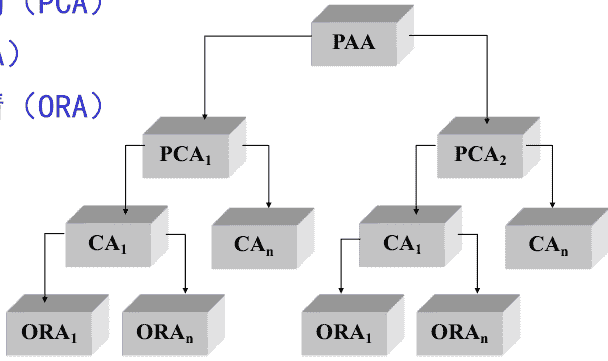 （PCA）
A）
（ORA）
PAA
PCA₁
PCA₂
CA₁
CAₙ
CA₁
CAₙ
ORA₁
ORAₙ
ORA₁
ORAₙ